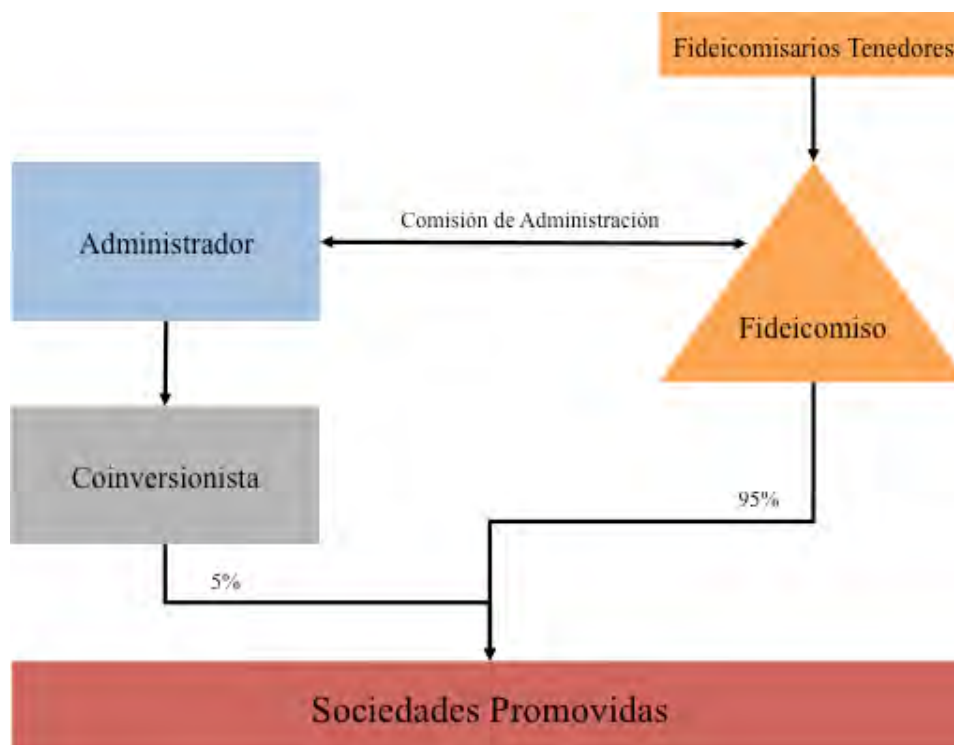 Fideicomisarios Tenedores
Comisión de Administración
Administrador
Fideicomiso
Coinversionista
95%
5%
Sociedades Promovidas